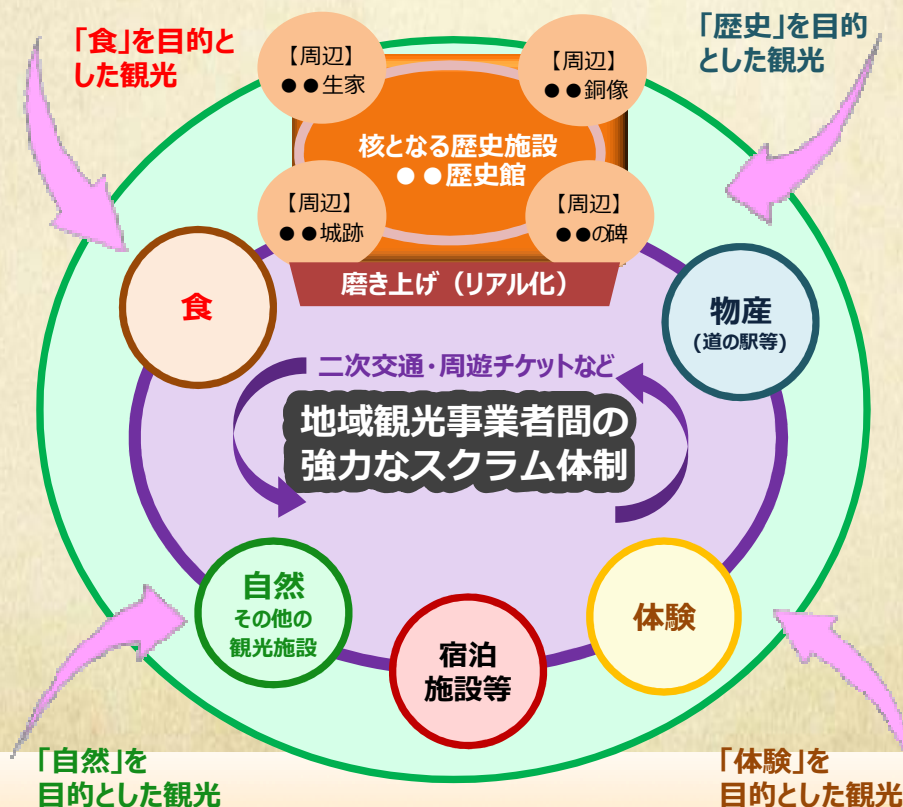 「食」を目的と
した観光
「歴史」を目的
とした観光
【周辺】
●●生家
【周辺】
●●銅像
核となる歴史施設
●●歴史館
【周辺】
●●城跡
【周辺】
●●の碑
磨き上げ（リアル化）
食
物産
(道の駅等)
二次交通・周遊チケットなど
地域観光事業者間の
強力なスクラム体制
自然
その他の
観光施設
宿泊
施設等
体験
「自然」を
目的とした観光
「体験」を
目的とした観光